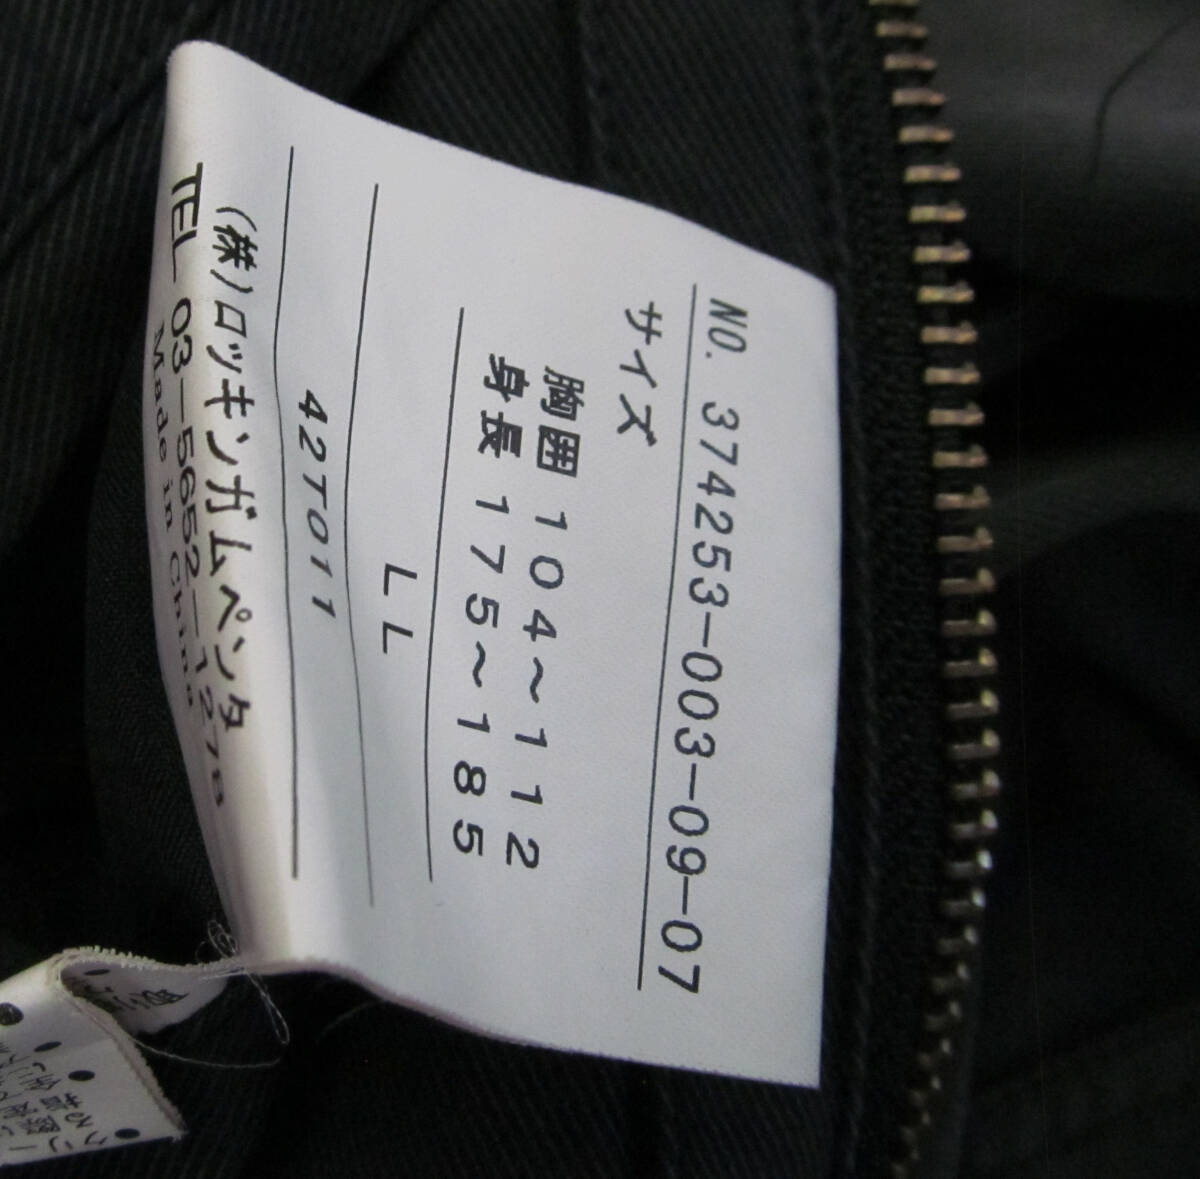 NO. 374253-003-09-07
サイズ
胸囲 104~112
身長 175~185
LL
42T011
(株)ロッキンガムペンタ
TEL 03-5652-1278
Made in China